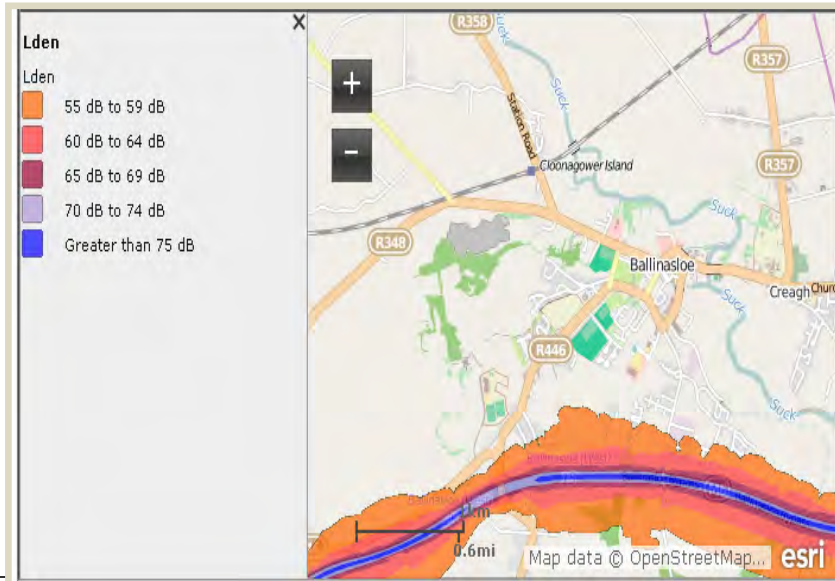 Lden
Lden
55 dB to 59 dB
60 dB to 64 dB
65 dB to 69 dB
70 dB to 74 dB
Greater than 75 dB
x
+
-
R358
R357
Suck
Station Road
Cloonagower Island
R357
Suck
R348
Ballinasloe
Suck
Creagh
Church
R446
Suck
1km
0.6mi
Map data © OpenStreetMap...
esri